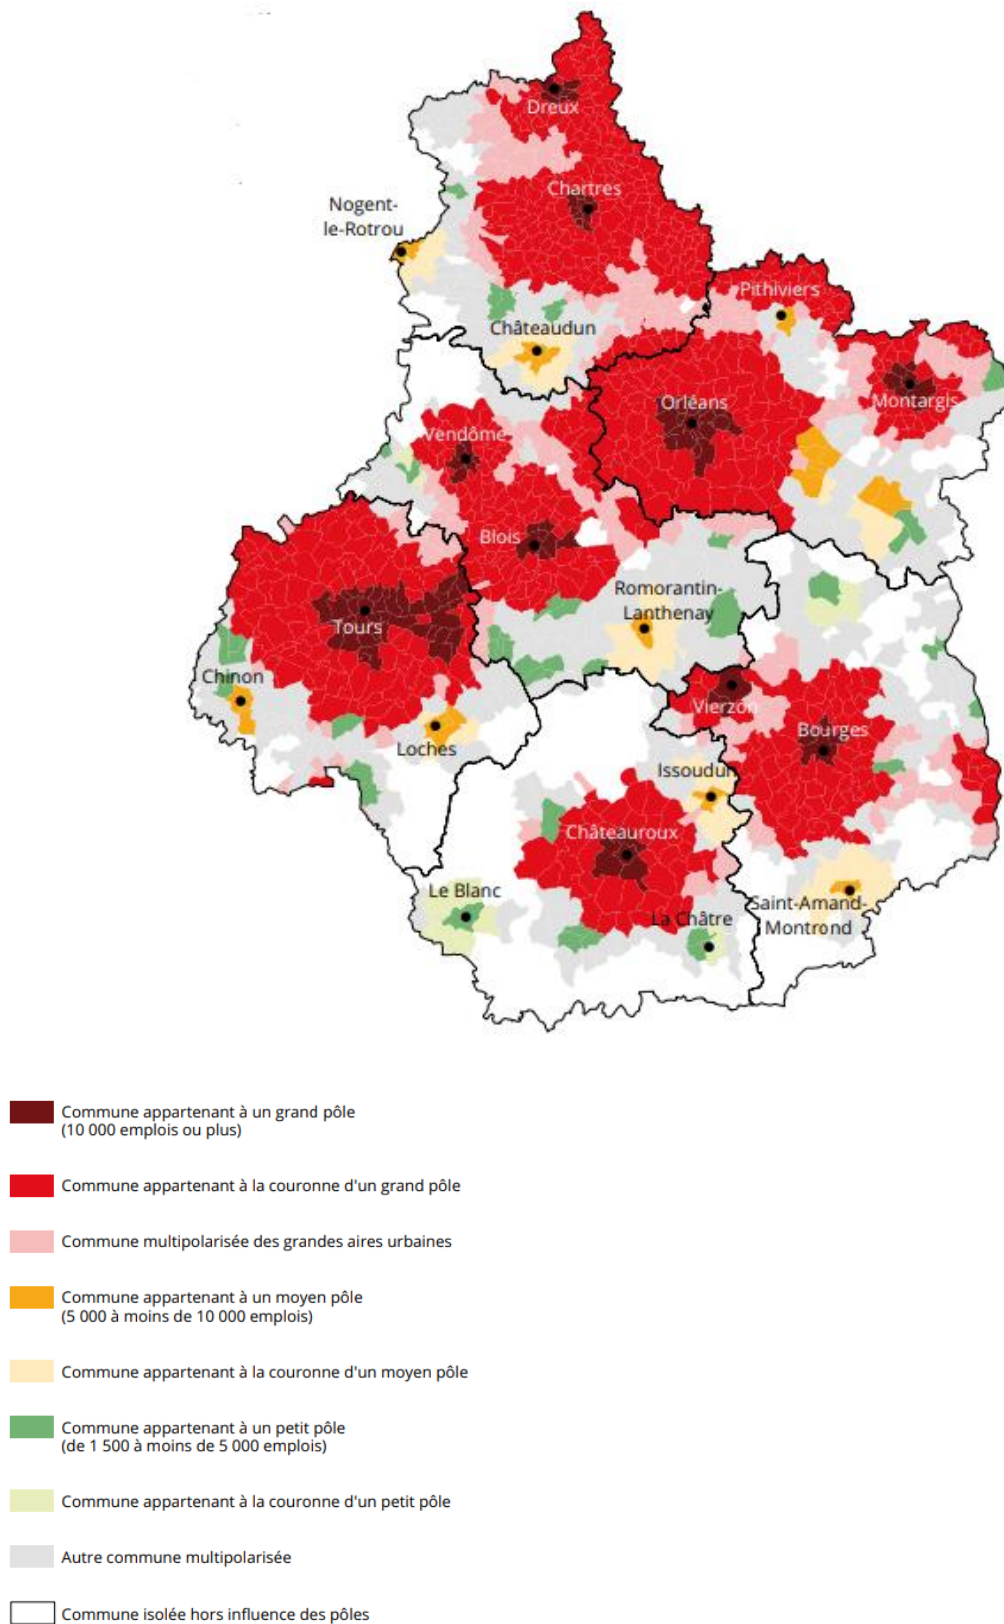 Dreux
Chartres
Nogent-
le-Rotrou
Pithiviers
Châteaudun
Orléans
Montargis
Vendôme
Blois
Romorantin-
Lanthenay
Tours
Chinon
Vierzon
Bourges
Loches
Issoudun
Châteauroux
Le Blanc
La Châtre
Saint-Amand-
Montrond
Commune appartenant à un grand pôle
(10 000 emplois ou plus)
Commune appartenant à la couronne d'un grand pôle
Commune multipolarisée des grandes aires urbaines
Commune appartenant à un moyen pôle
(5 000 à moins de 10 000 emplois)
Commune appartenant à la couronne d'un moyen pôle
Commune appartenant à un petit pôle
(de 1 500 à moins de 5 000 emplois)
Commune appartenant à la couronne d'un petit pôle
Autre commune multipolarisée
Commune isolée hors influence des pôles